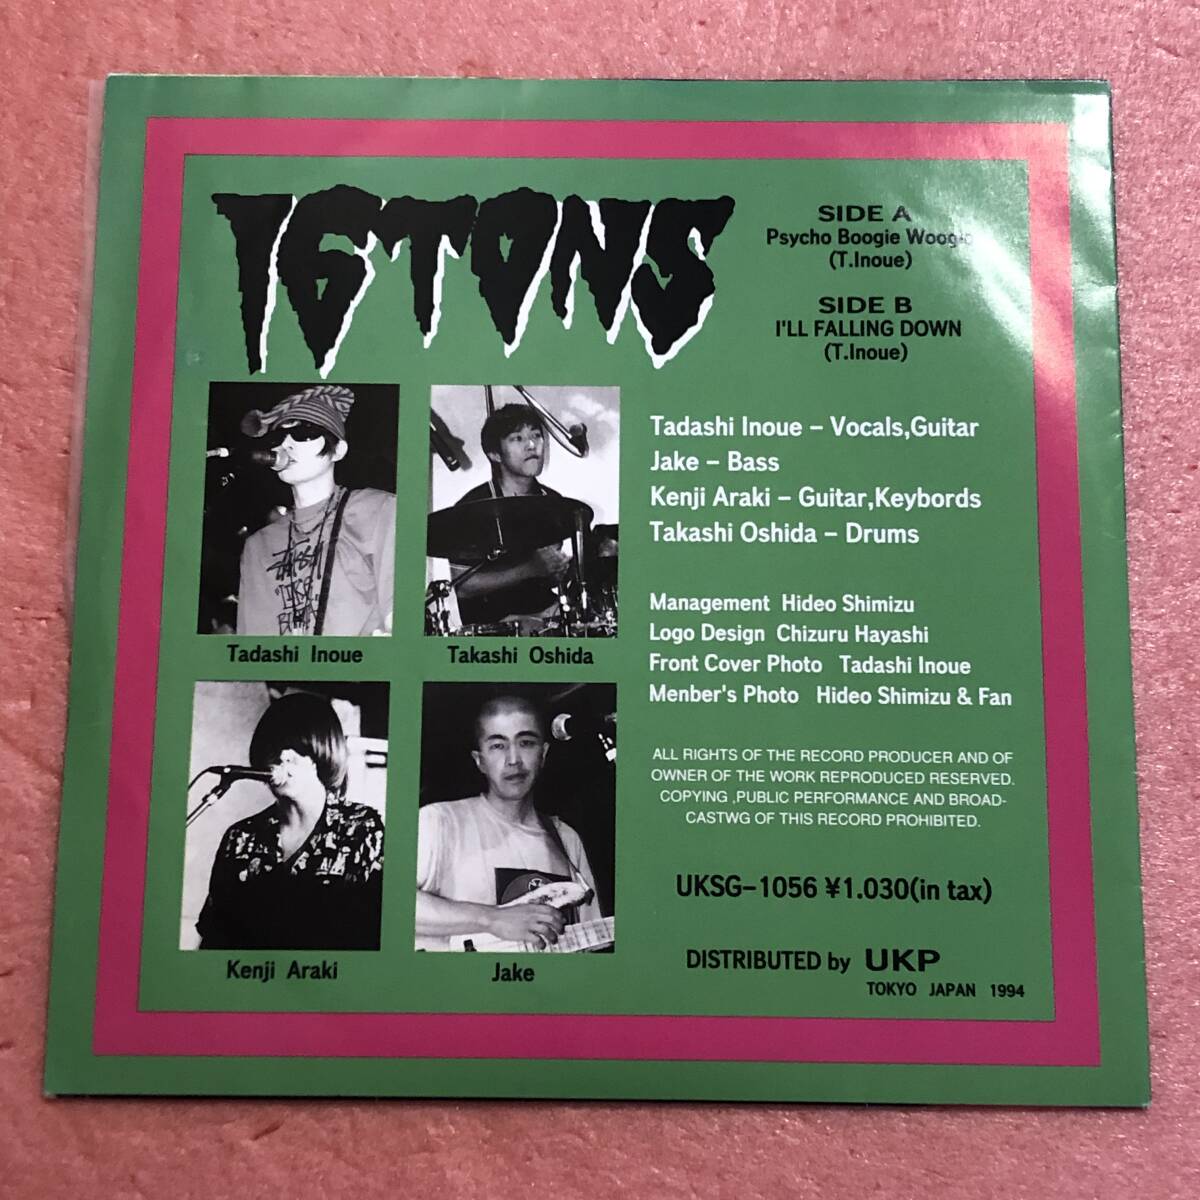 16TONS
SIDE A
Psycho Boogie Woogie
(T.Inoue)
SIDE B
I'LL FALLING DOWN
(T.Inoue)
Tadashi Inoue – Vocals,Guitar
Jake – Bass
Kenji Araki – Guitar,Keybords
Takashi Oshida – Drums
Tadashi Inoue
Takashi Oshida
Kenji Araki
Jake
Management Hideo Shimizu
Logo Design Chizuru Hayashi
Front Cover Photo Tadashi Inoue
Menber's Photo Hideo Shimizu & Fan
ALL RIGHTS OF THE RECORD PRODUCER AND OF
OWNER OF THE WORK REPRODUCED RESERVED.
COPYING ,PUBLIC PERFORMANCE AND BROAD-
CASTWG OF THIS RECORD PROHIBITED.
UKSG-1056 ¥1.030(in tax)
DISTRIBUTED by UKP
TOKYO JAPAN 1994